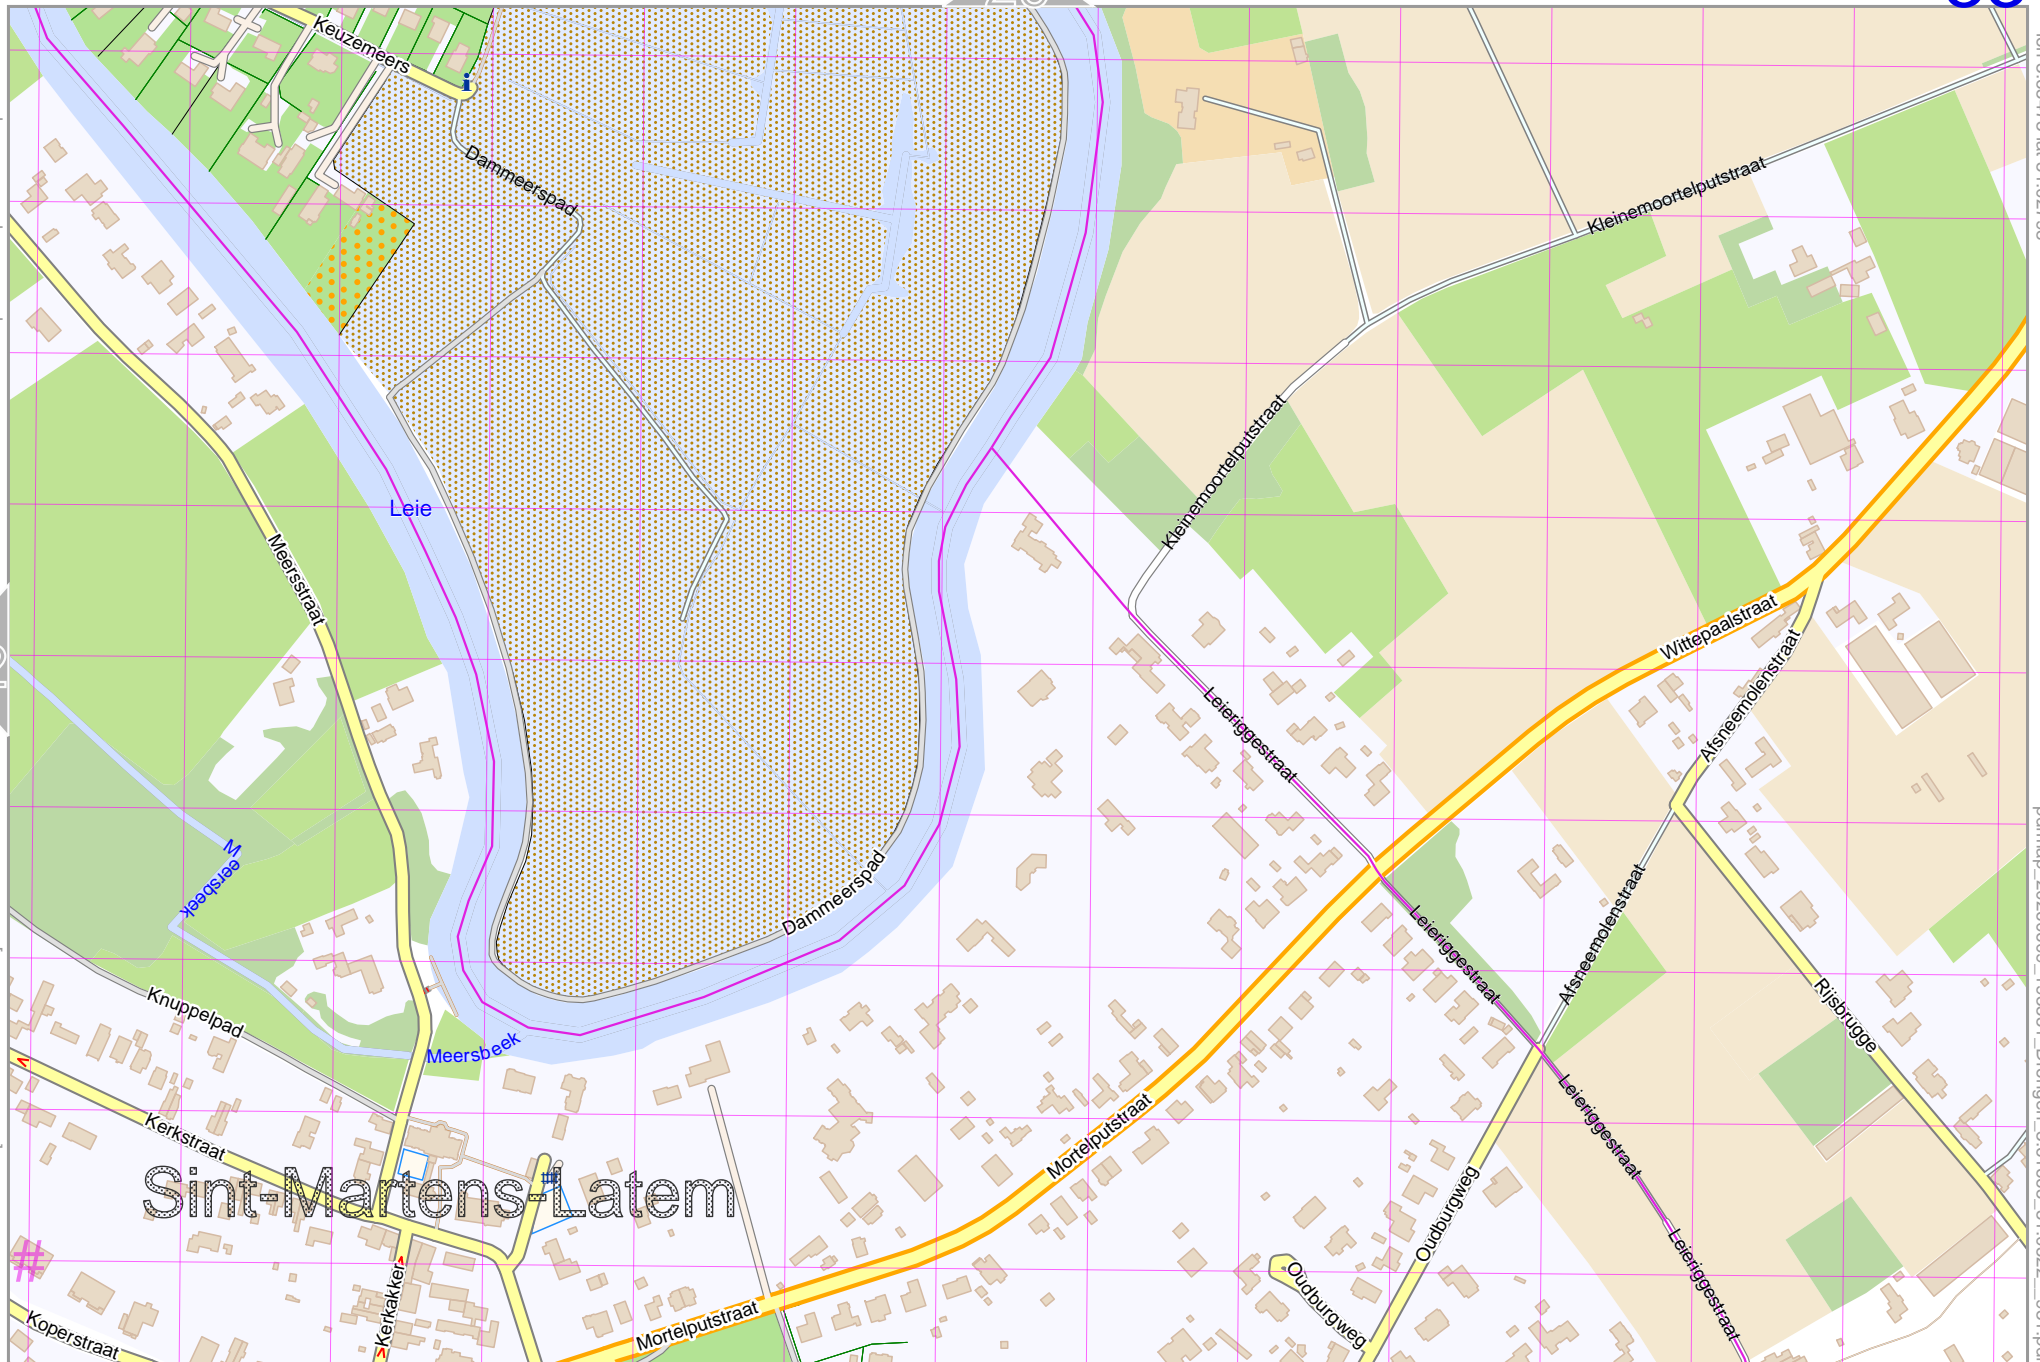 Keuzemeers
i
Dammeerspad
Kleinemoortelputstraat
Kleinemoortelputstraat
Leie
Meersstraat
Wittepaalstraat
Afsneemolenstraat
Leieriggestraat
Meersbeek
Dammeerspad
Afsneemolenstraat
Leieriggestraat
Rijsbrugge
Knuppelpad
Meersbeek
Kerkstraat
Mortelputstraat
Leieriggestraat
Sint-Martens-Latem
Oudburgweg
#
Oudburgweg
Leieriggestraat
Kerkakker
Koperstraat
Mortelputstraat